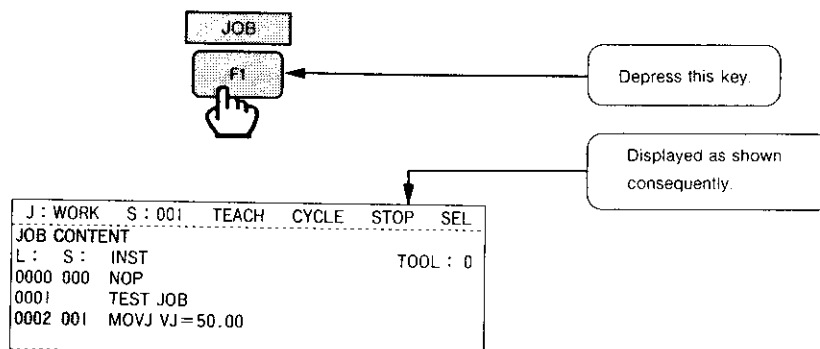 JOB
F1
Depress this key.
Displayed as shown
consequently.
J : WORK S : 001 TEACH CYCLE STOP SEL
JOB CONTENT
L : S : INST TOOL : 0
0000 000 NOP
0001 TEST JOB
0002 001 MOVJ VJ=50.00